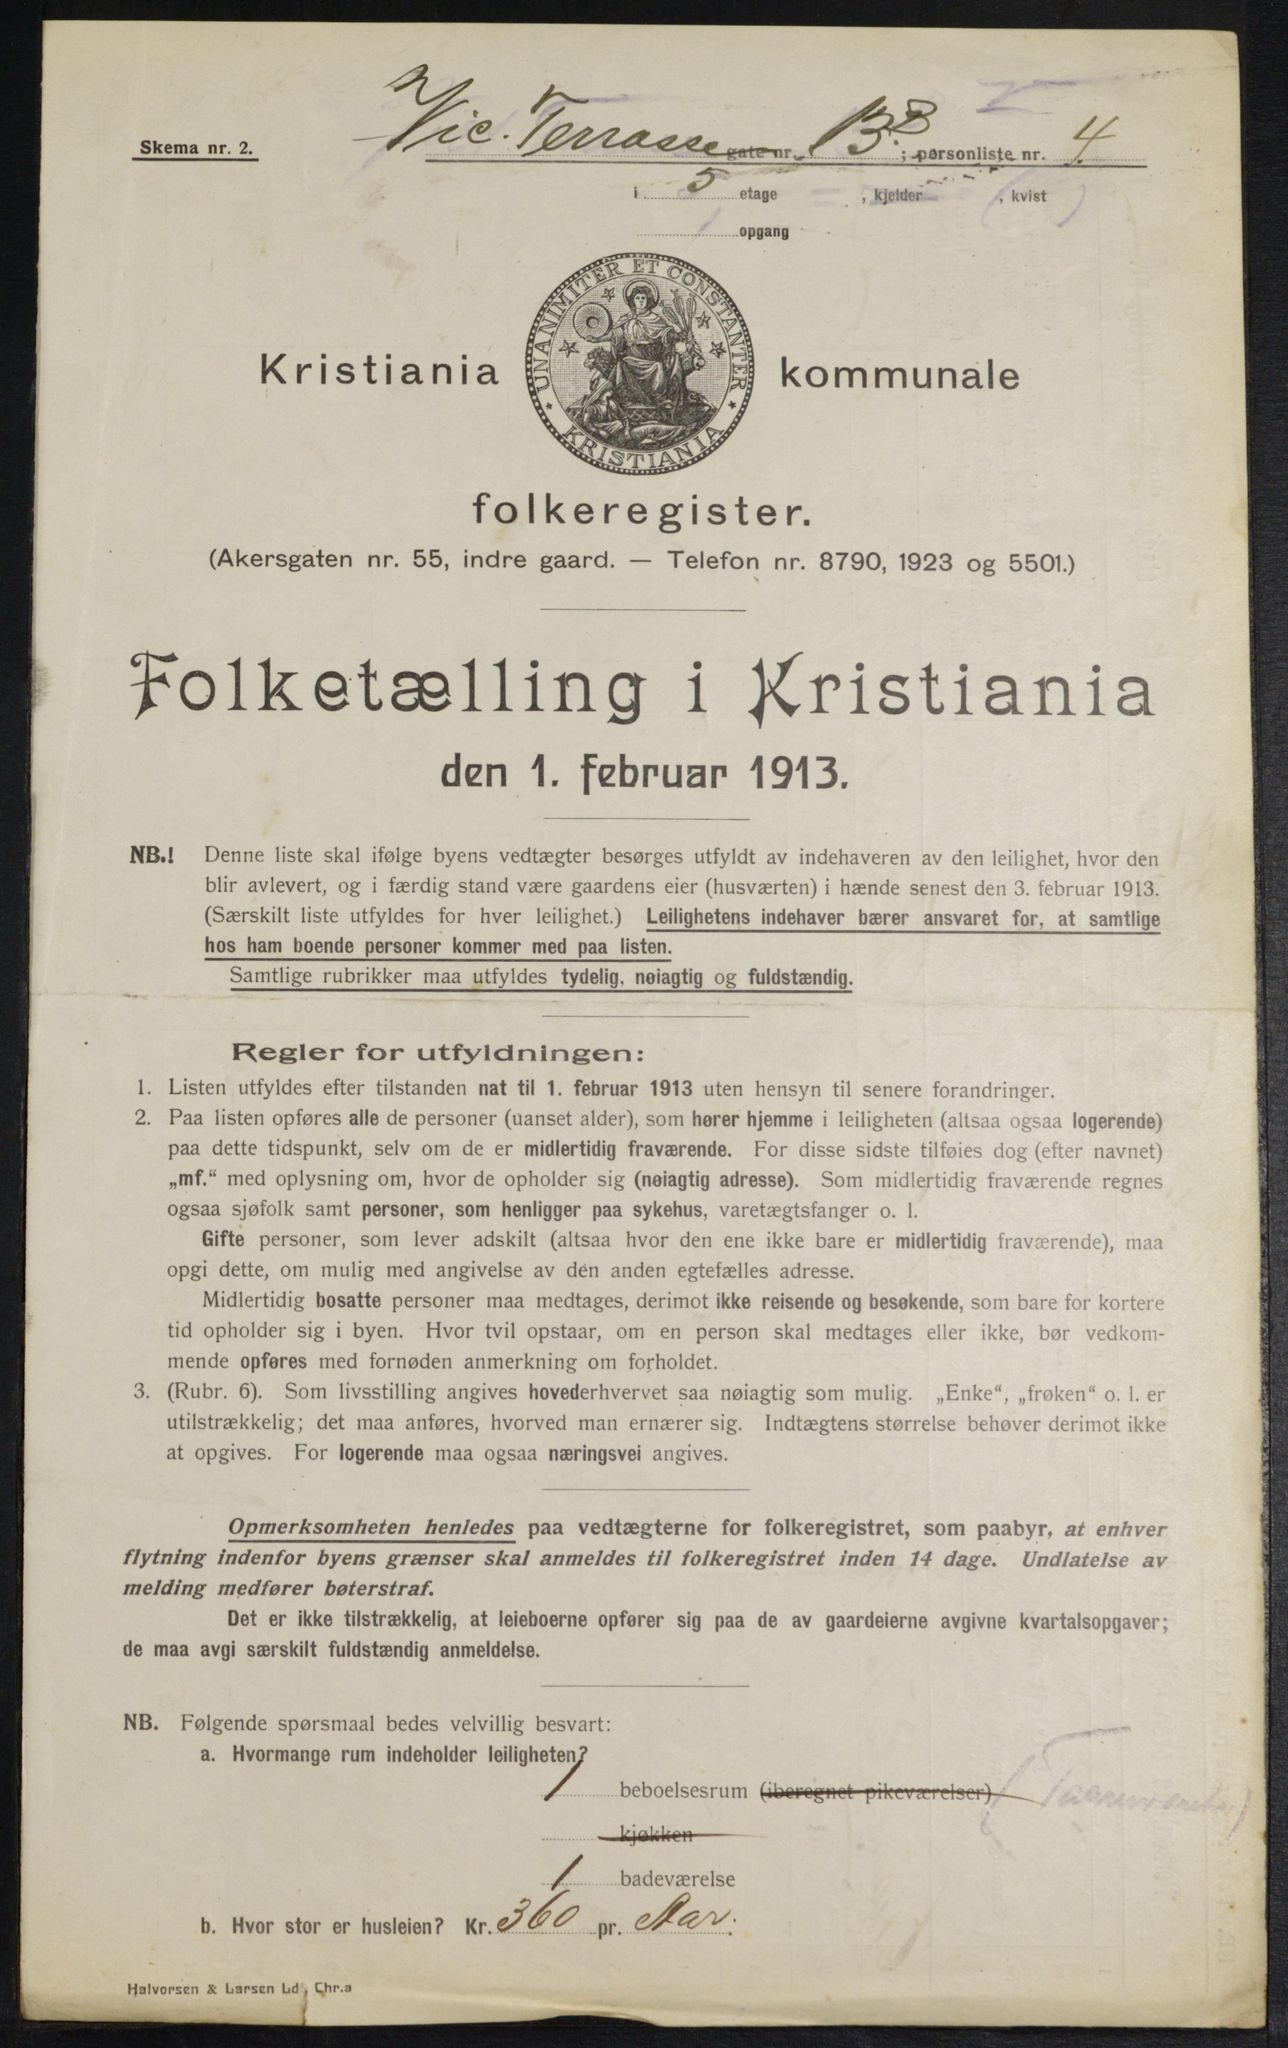 Skema nr. 2.
Vic. Terrasse gate nr. 13 B ; personliste nr. 4
i 5 etage , kjelder , kvist
opgang
UNANIMITER ET CONSTANTER
KRISTIANIA
Kristiania kommunale
folkeregister.
(Akersgaten nr. 55, indre gaard. — Telefon nr. 8790, 1923 og 5501.)
Folketælling i Kristiania
den 1. februar 1913.
NB.! Denne liste skal ifølge byens vedtægter besørges utfyldt av indehaveren av den leilighet, hvor den
blir avlevert, og i færdig stand være gaardens eier (husværten) i hænde senest den 3. februar 1913.
(Særskilt liste utfyldes for hver leilighet.) Leilighetens indehaver bærer ansvaret for, at samtlige
hos ham boende personer kommer med paa listen.
Samtlige rubrikker maa utfyldes tydelig, nøiagtig og fuldstændig.
Regler for utfyldningen:
1. Listen utfyldes efter tilstanden nat til 1. februar 1913 uten hensyn til senere forandringer.
2. Paa listen opføres alle de personer (uanset alder), som hører hjemme i leiligheten (altsaa ogsaa logerende)
paa dette tidspunkt, selv om de er midlertidig fraværende. For disse sidste tilføies dog (efter navnet)
„mf.“ med oplysning om, hvor de opholder sig (nøiagtig adresse). Som midlertidig fraværende regnes
ogsaa sjøfolk samt personer, som henligger paa sykehus, varetægtsfanger o. l.
Gifte personer, som lever adskilt (altsaa hvor den ene ikke bare er midlertidig fraværende), maa
opgi dette, om mulig med angivelse av den anden egtefælles adresse.
Midlertidig bosatte personer maa medtages, derimot ikke reisende og besøkende, som bare for kortere
tid opholder sig i byen. Hvor tvil opstaar, om en person skal medtages eller ikke, bør vedkom-
mende opføres med fornøden anmerkning om forholdet.
3. (Rubr. 6). Som livsstilling angives hovederhvervet saa nøiagtig som mulig. „Enke“, „frøken“ o. l. er
utilstrækkelig; det maa anføres, hvorved man ernærer sig. Indtægtens størrelse behøver derimot ikke
at opgives. For logerende maa ogsaa næringsvei angives.
Opmerksomheten henledes paa vedtægterne for folkeregistret, som paabyr, at enhver
flytning indenfor byens grænser skal anmeldes til folkeregistret inden 14 dage. Undlatelse av
melding medfører bøterstraf.
Det er ikke tilstrækkelig, at leieboerne opfører sig paa de av gaardeierne avgivne kvartalsopgaver;
de maa avgi særskilt fuldstændig anmeldelse.
NB. Følgende spørsmaal bedes velvillig besvart:
a. Hvormange rum indeholder leiligheten?
1 beboelsesrum (iberegnet pikeværelser)
kjøkken
1 badeværelse
b. Hvor stor er husleien? Kr. 360 pr. Aar.
Halvorsen & Larsen Ld , Chr.a